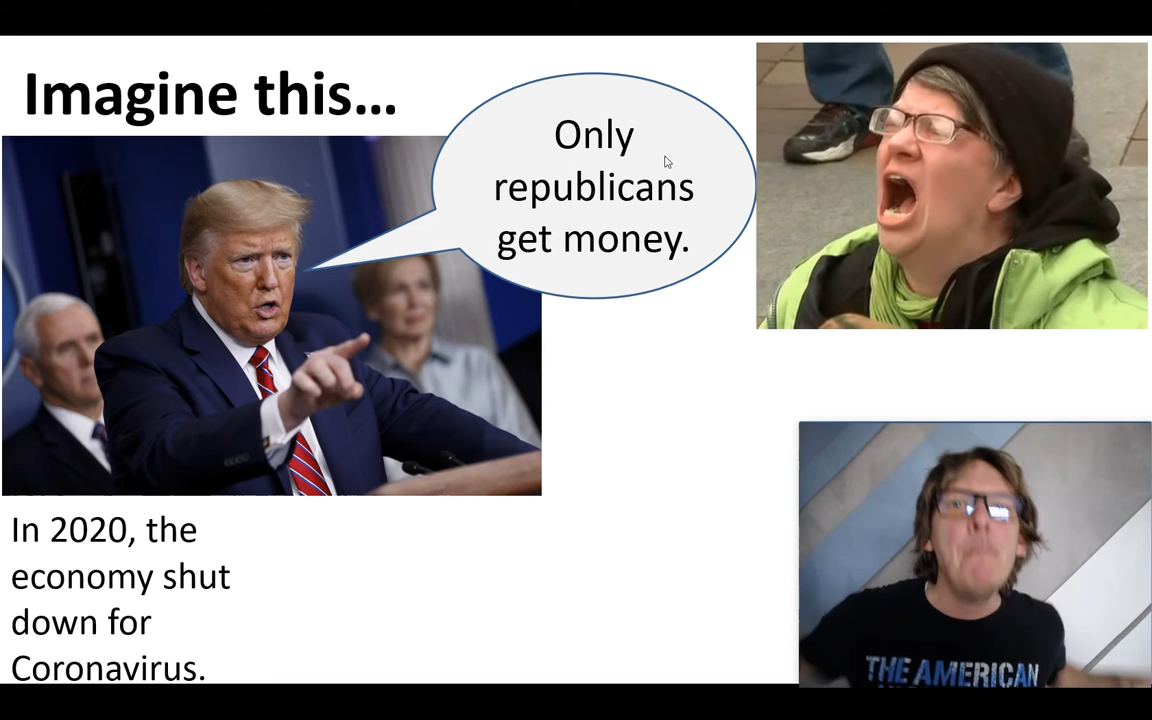 Imagine this...
Only
republicans
get money.
In 2020, the
economy shut
down for
Coronavirus.
THE AMERICAN